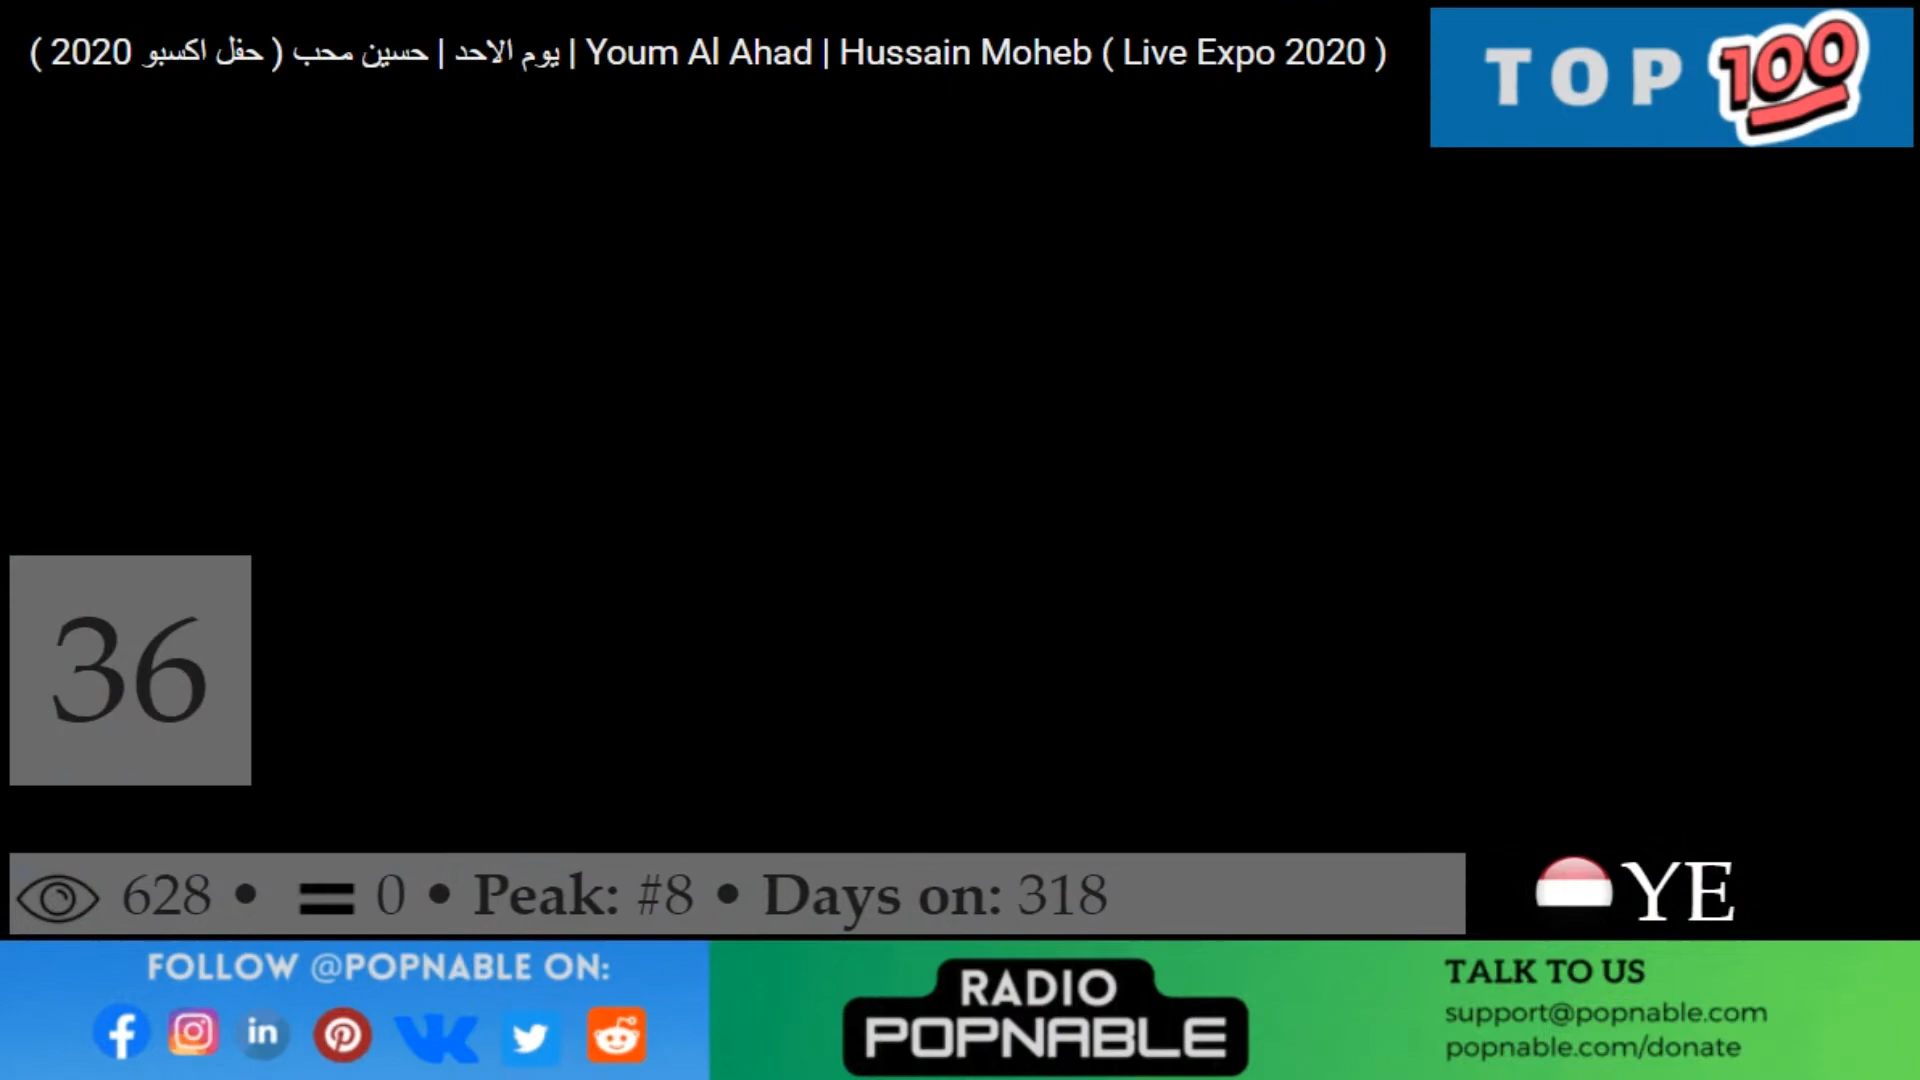 يوم الاحد | حسين محب ( حفل اكسبو 2020 ) | Youm Al Ahad | Hussain Moheb ( Live Expo 2020 )
TOP 100
36
628 • = 0 • Peak: #8 • Days on: 318
YE
FOLLOW @POPNABLE ON:
in
RADIO
POPNABLE
TALK TO US
support@popnable.com
popnable.com/donate